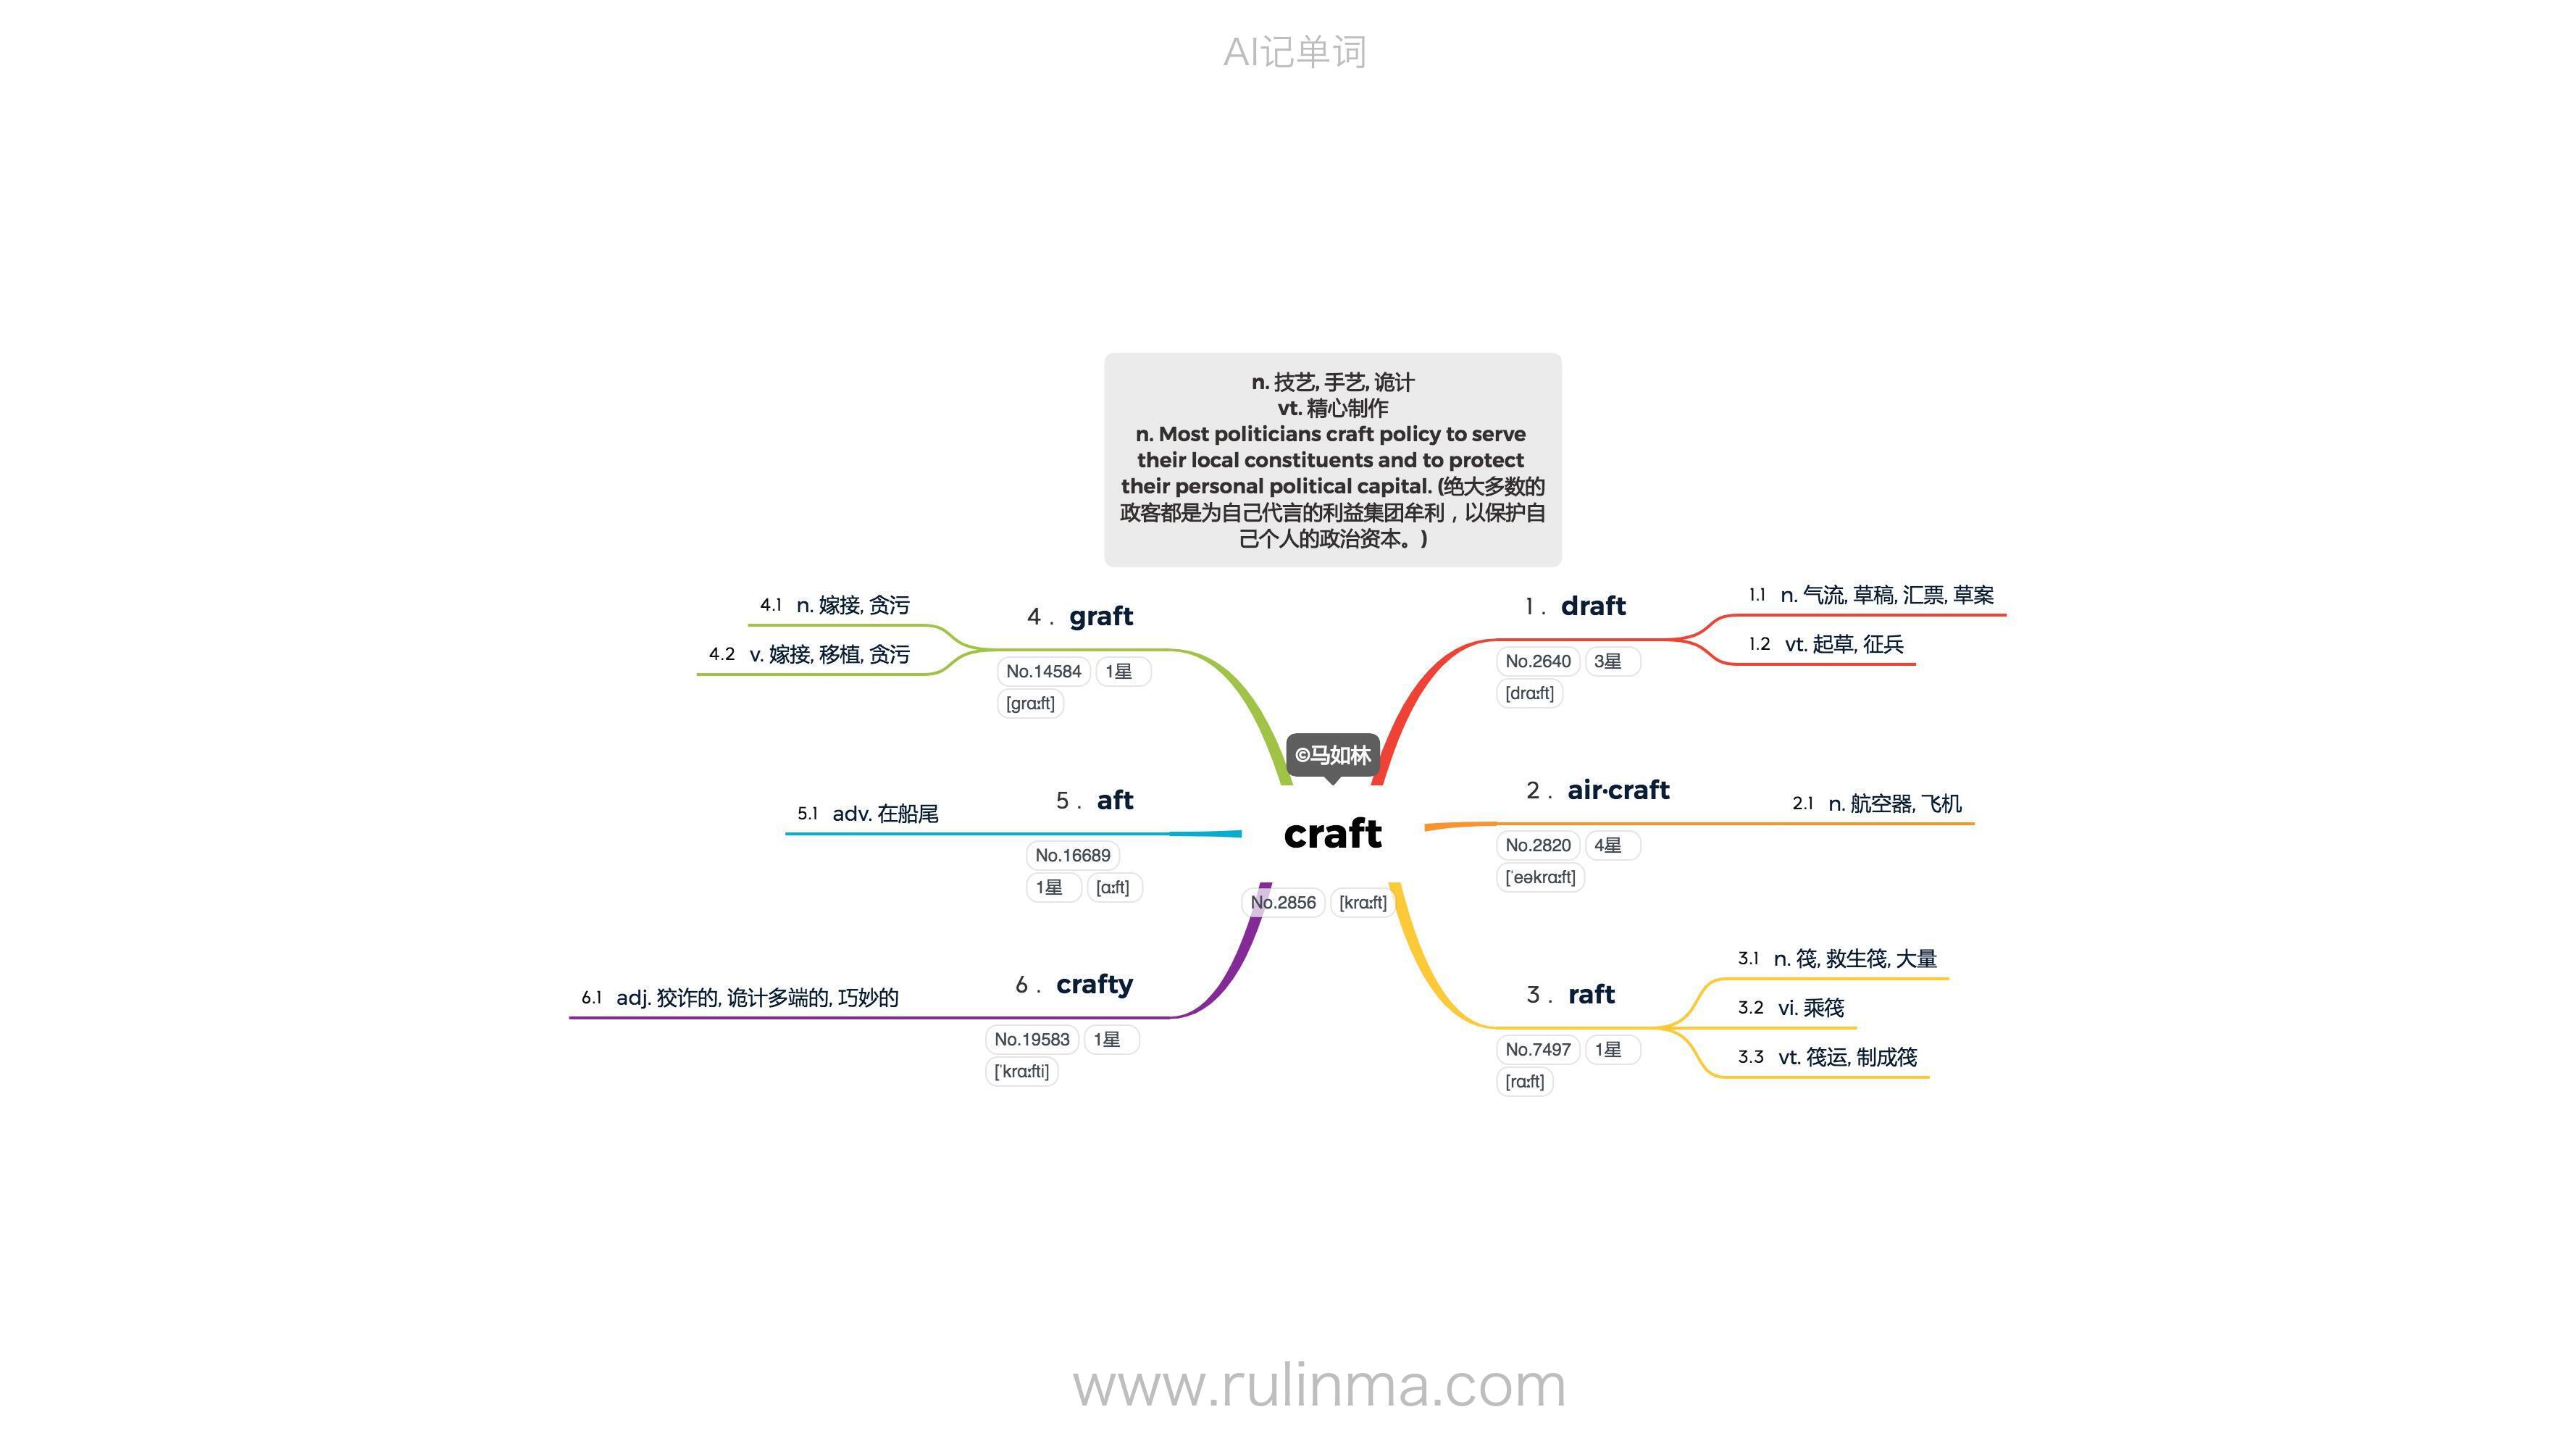 AI记单词
n. 技艺, 手艺, 诡计
vt. 精心制作
n. Most politicians craft policy to serve
their local constituents and to protect
their personal political capital. (绝大多数的
政客都是为自己代言的利益集团牟利，以保护自
己个人的政治资本。)
©马如林
craft
No.2856 [krɑːft]
1 . draft
No.2640 3星
[drɑːft]
1.1 n. 气流, 草稿, 汇票, 草案
1.2 vt. 起草, 征兵
2 . air·craft
No.2820 4星
[ˈeəkrɑːft]
2.1 n. 航空器, 飞机
3 . raft
No.7497 1星
[rɑːft]
3.1 n. 筏, 救生筏, 大量
3.2 vi. 乘筏
3.3 vt. 筏运, 制成筏
4 . graft
No.14584 1星
[grɑːft]
4.1 n. 嫁接, 贪污
4.2 v. 嫁接, 移植, 贪污
5 . aft
No.16689
1星 [ɑːft]
5.1 adv. 在船尾
6 . crafty
No.19583 1星
[ˈkrɑːfti]
6.1 adj. 狡诈的, 诡计多端的, 巧妙的
www.rulinma.com